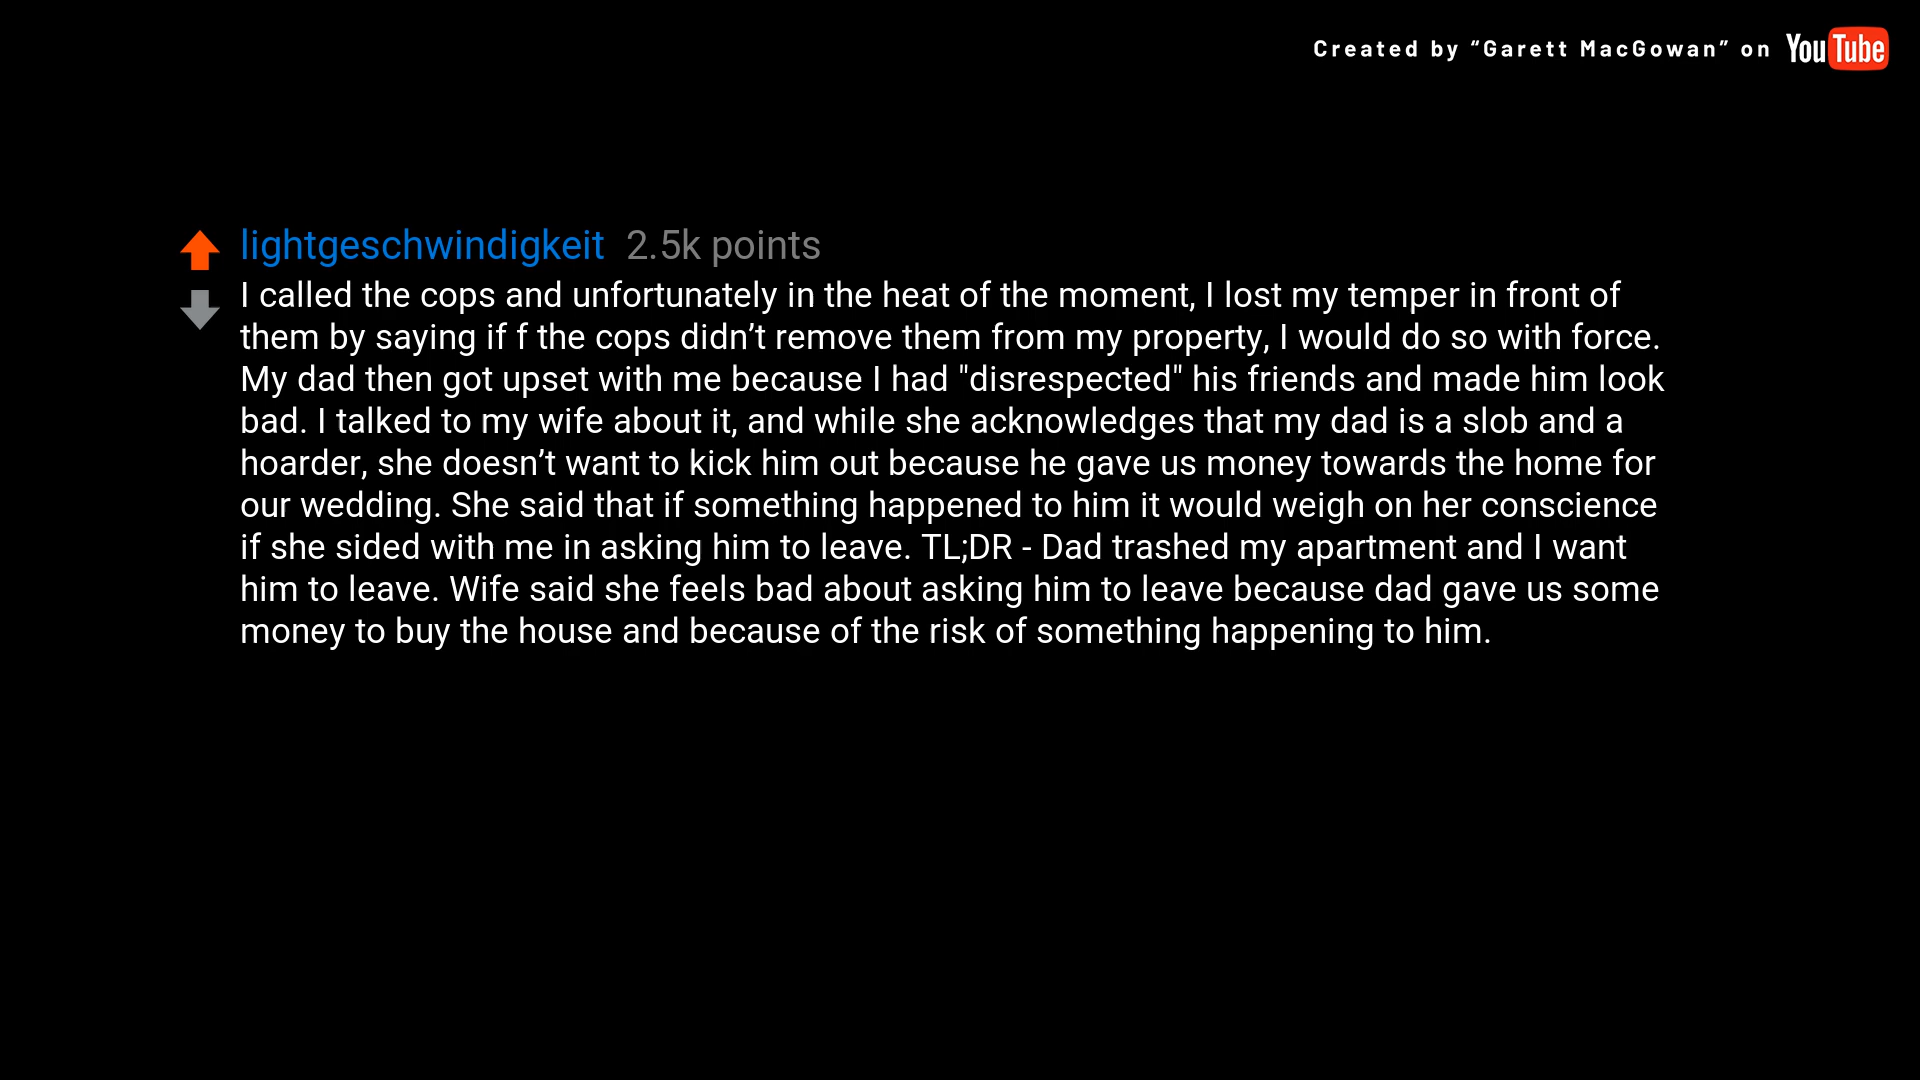 Created by “Garett MacGowan” on YouTube
lightgeschwindigkeit 2.5k points
I called the cops and unfortunately in the heat of the moment, I lost my temper in front of
them by saying if f the cops didn’t remove them from my property, I would do so with force.
My dad then got upset with me because I had "disrespected" his friends and made him look
bad. I talked to my wife about it, and while she acknowledges that my dad is a slob and a
hoarder, she doesn’t want to kick him out because he gave us money towards the home for
our wedding. She said that if something happened to him it would weigh on her conscience
if she sided with me in asking him to leave. TL;DR - Dad trashed my apartment and I want
him to leave. Wife said she feels bad about asking him to leave because dad gave us some
money to buy the house and because of the risk of something happening to him.